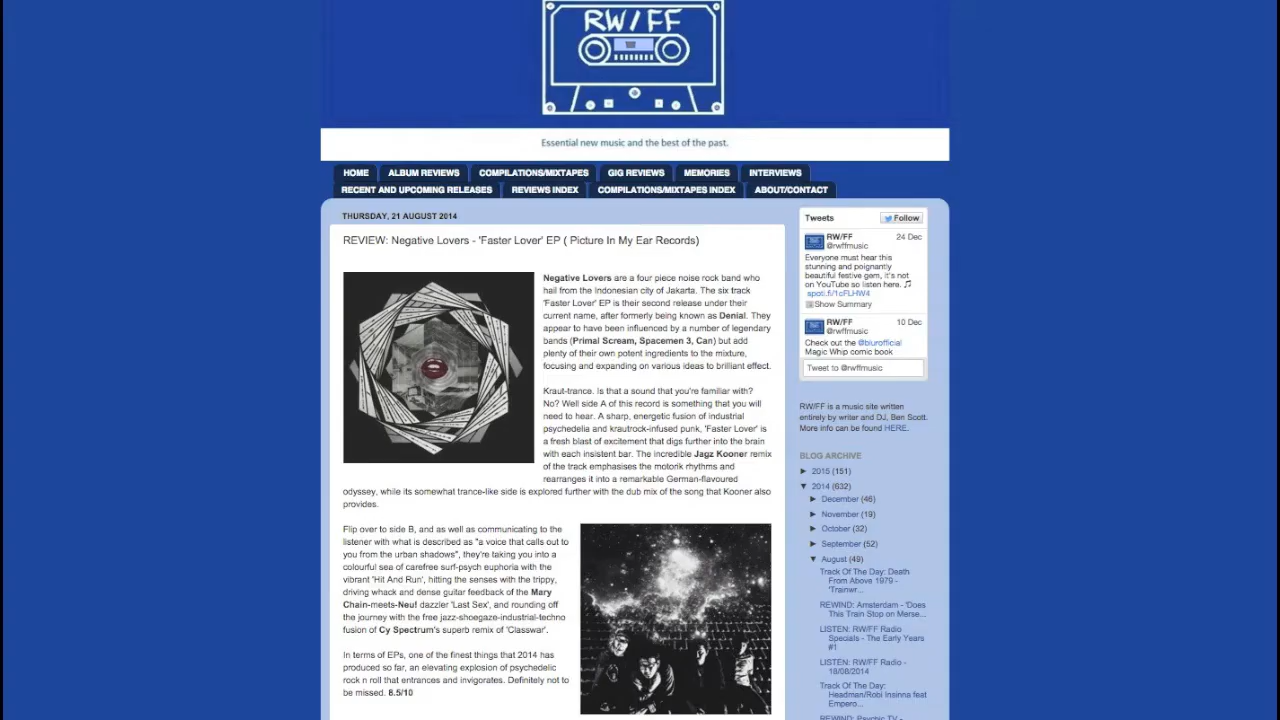 RW/FF
Essential new music and the best of the past.
HOME
ALBUM REVIEWS
COMPILATIONS/MIXTAPES
GIG REVIEWS
MEMORIES
INTERVIEWS
RECENT AND UPCOMING RELEASES
REVIEWS INDEX
COMPILATIONS/MIXTAPES INDEX
ABOUT/CONTACT
THURSDAY, 21 AUGUST 2014
REVIEW: Negative Lovers - 'Faster Lover' EP ( Picture In My Ear Records)
Negative Lovers are a four piece noise rock band who
hail from the Indonesian city of Jakarta. The six track
'Faster Lover' EP is their second release under their
current name, after formerly being known as Denial. They
appear to have been influenced by a number of legendary
bands (Primal Scream, Spacemen 3, Can) but add
plenty of their own potent ingredients to the mixture,
focusing and expanding on various ideas to brilliant effect.
Kraut-trance. Is that a sound that you're familiar with?
No? Well side A of this record is something that you will
need to hear. A sharp, energetic fusion of industrial
psychedelia and krautrock-infused punk, 'Faster Lover' is
a fresh blast of excitement that digs further into the brain
with each insistent bar. The incredible Jagz Kooner remix
of the track emphasises the motorik rhythms and
rearranges it into a remarkable German-flavoured
odyssey, while its somewhat trance-like side is explored further with the dub mix of the song that Kooner also
provides.
Flip over to side B, and as well as communicating to the
listener with what is described as "a voice that calls out to
you from the urban shadows", they're taking you into a
colourful sea of carefree surf-psych euphoria with the
vibrant 'Hit And Run', hitting the senses with the trippy,
driving whack and dense guitar feedback of the Mary
Chain-meets-Neu! dazzler 'Last Sex', and rounding off
the journey with the free jazz-shoegaze-industrial-techno
fusion of Cy Spectrum's superb remix of 'Classwar'.
In terms of EPs, one of the finest things that 2014 has
produced so far, an elevating explosion of psychedelic
rock n roll that entrances and invigorates. Definitely not to
be missed. 8.5/10
Tweets
Follow
RW/FF
24 Dec
@rwffmusic
Everyone must hear this
stunning and poignantly
beautiful festive gem, it's not
on YouTube so listen here. 🎵
spoti.fi/1cFLHW4
Show Summary
RW/FF
10 Dec
@rwffmusic
Check out the @blurofficial
Magic Whip comic book
Tweet to @rwffmusic
RW/FF is a music site written
entirely by writer and DJ, Ben Scott.
More info can be found HERE.
BLOG ARCHIVE
► 2015 (151)
▼ 2014 (632)
► December (46)
► November (19)
► October (32)
► September (52)
▼ August (49)
Track Of The Day: Death
From Above 1979 -
'Trainwr...
REWIND: Amsterdam - 'Does
This Train Stop on Merse...
LISTEN: RW/FF Radio
Specials - The Early Years
#1
LISTEN: RW/FF Radio -
18/08/2014
Track Of The Day:
Headman/Robi Insinna feat
Empero...
REWIND: Psychic TV -